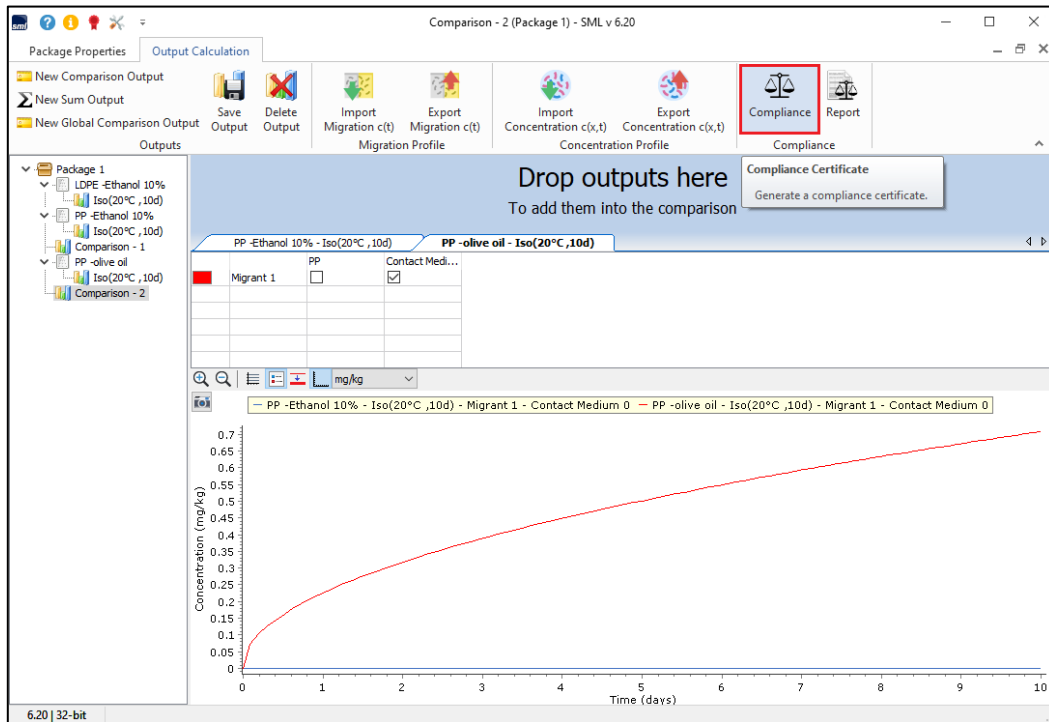 sml
Comparison - 2 (Package 1) - SML v 6.20
Package Properties
Output Calculation
New Comparison Output
New Sum Output
New Global Comparison Output
Save Output
Delete Output
Outputs
Import Migration c(t)
Export Migration c(t)
Migration Profile
Import Concentration c(x,t)
Export Concentration c(x,t)
Concentration Profile
Compliance
Report
Compliance
Compliance Certificate
Generate a compliance certificate.
Package 1
LDPE -Ethanol 10%
Iso(20°C ,10d)
PP -Ethanol 10%
Iso(20°C ,10d)
Comparison - 1
PP -olive oil
Iso(20°C ,10d)
Comparison - 2
Drop outputs here
To add them into the comparison
PP -Ethanol 10% - Iso(20°C ,10d)
PP -olive oil - Iso(20°C ,10d)
PP
Contact Medi...
Migrant 1
mg/kg
PP -Ethanol 10% - Iso(20°C ,10d) - Migrant 1 - Contact Medium 0
PP -olive oil - Iso(20°C ,10d) - Migrant 1 - Contact Medium 0
Concentration (mg/kg)
0.7
0.65
0.6
0.55
0.5
0.45
0.4
0.35
0.3
0.25
0.2
0.15
0.1
0.05
0
0 1 2 3 4 5 6 7 8 9 10
Time (days)
6.20 | 32-bit